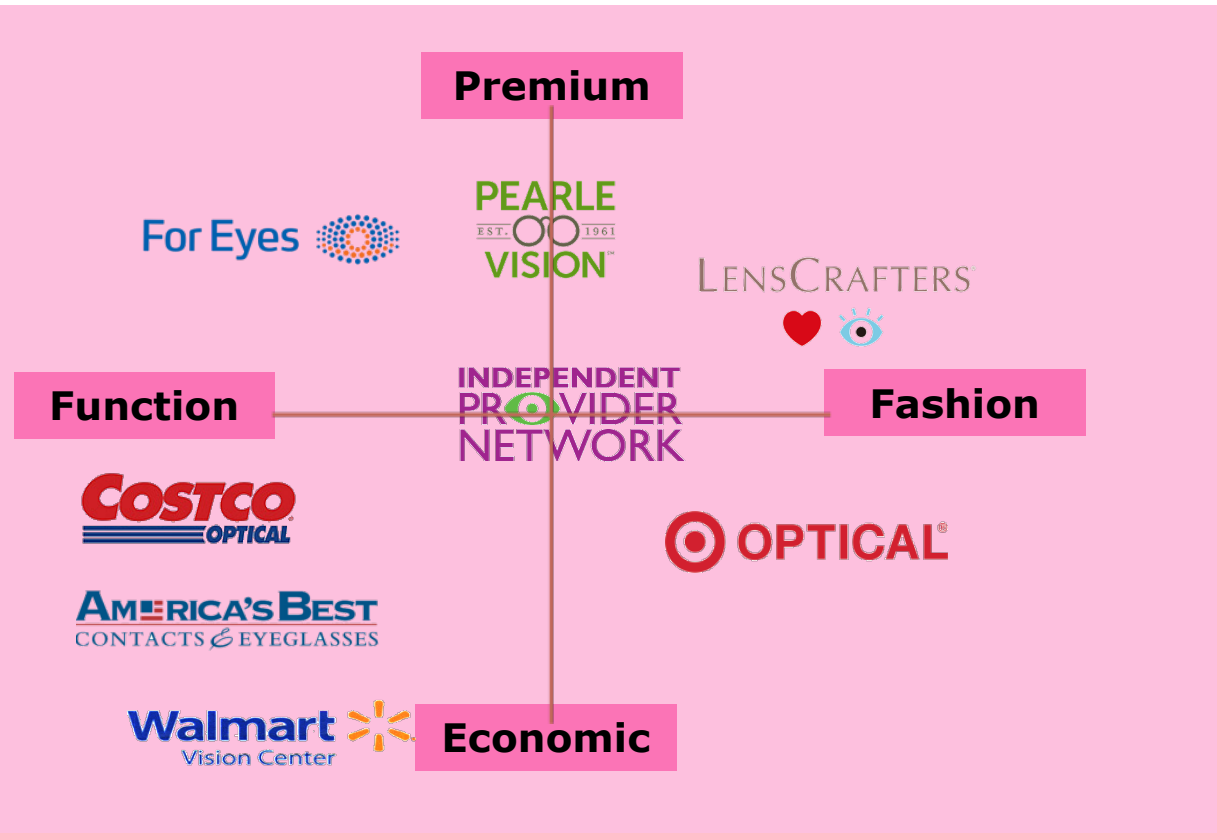 Premium
PEARLE
EST. 1961
VISION™
For Eyes
LENSCRAFTERS
INDEPENDENT
PROVIDER
NETWORK
Function
Fashion
COSTCO
OPTICAL
OPTICAL®
AMERICA'S BEST
CONTACTS & EYEGLASSES
Walmart
Vision Center
Economic